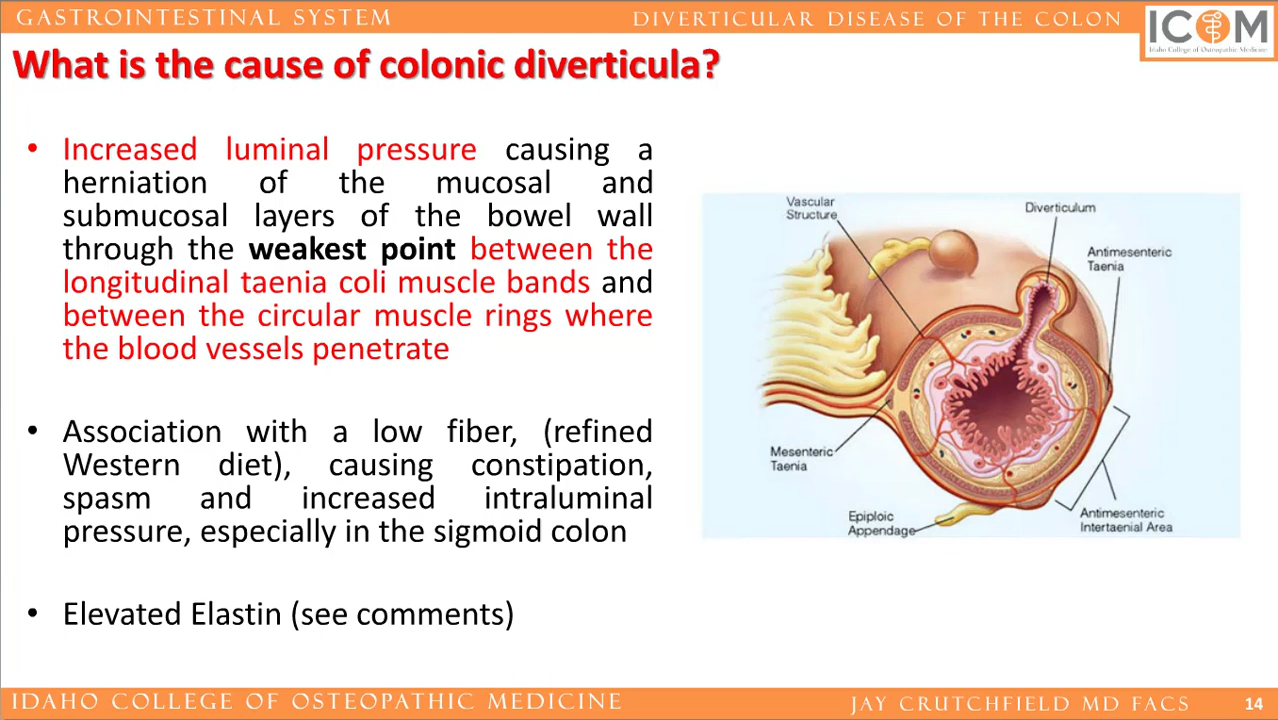 GASTROINTESTINAL SYSTEM
DIVERTICULAR DISEASE OF THE COLON
ICOM
Idaho College of Osteopathic Medicine
What is the cause of colonic diverticula?
• Increased luminal pressure causing a
herniation of the mucosal and
submucosal layers of the bowel wall
through the weakest point between the
longitudinal taenia coli muscle bands and
between the circular muscle rings where
the blood vessels penetrate
• Association with a low fiber, (refined
Western diet), causing constipation,
spasm and increased intraluminal
pressure, especially in the sigmoid colon
• Elevated Elastin (see comments)
Vascular
Structure
Diverticulum
Antimesenteric
Taenia
Mesenteric
Taenia
Epiploic
Appendage
Antimesenteric
Intertaenial Area
IDAHO COLLEGE OF OSTEOPATHIC MEDICINE
JAY CRUTCHFIELD MD FACS
14